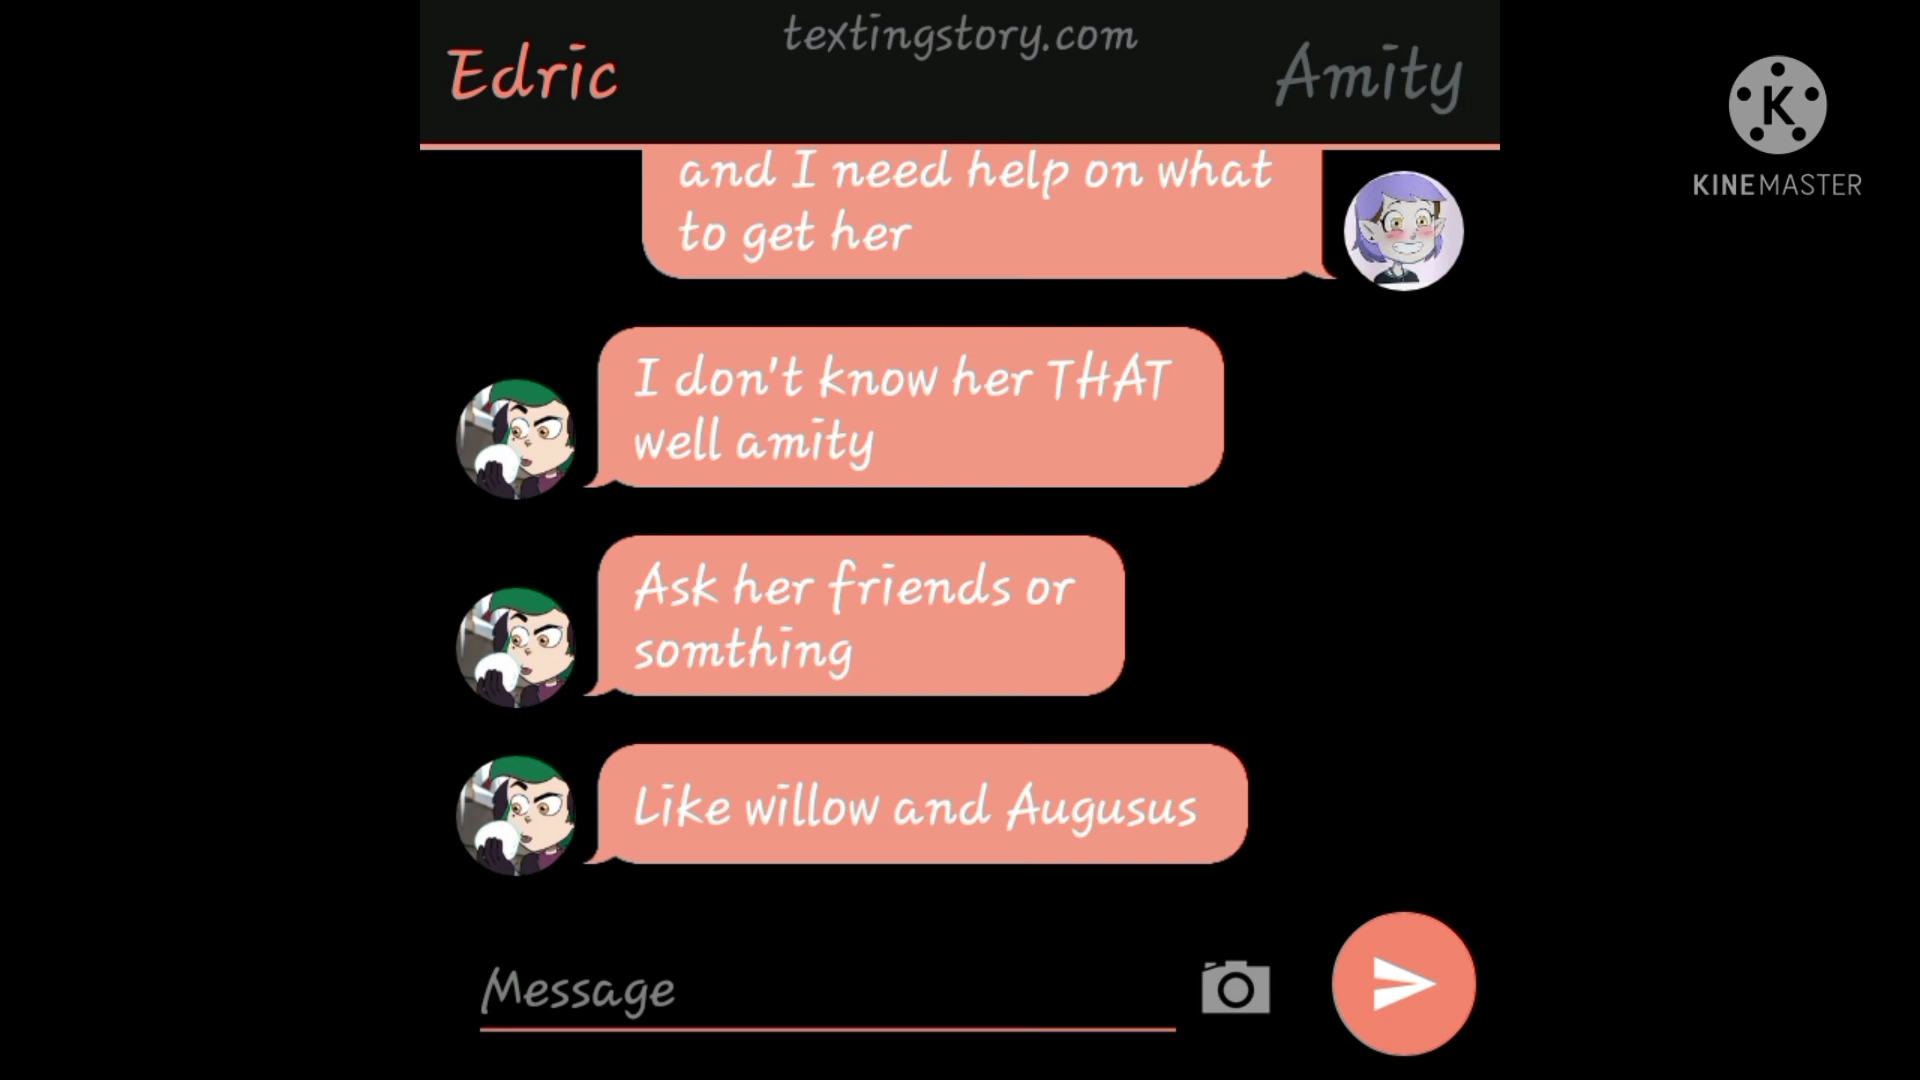 textingstory.com
Edric
Amity
K
KINEMASTER
and I need help on what
to get her
I don't know her THAT
well amity
Ask her friends or
somthing
Like willow and Augusus
Message